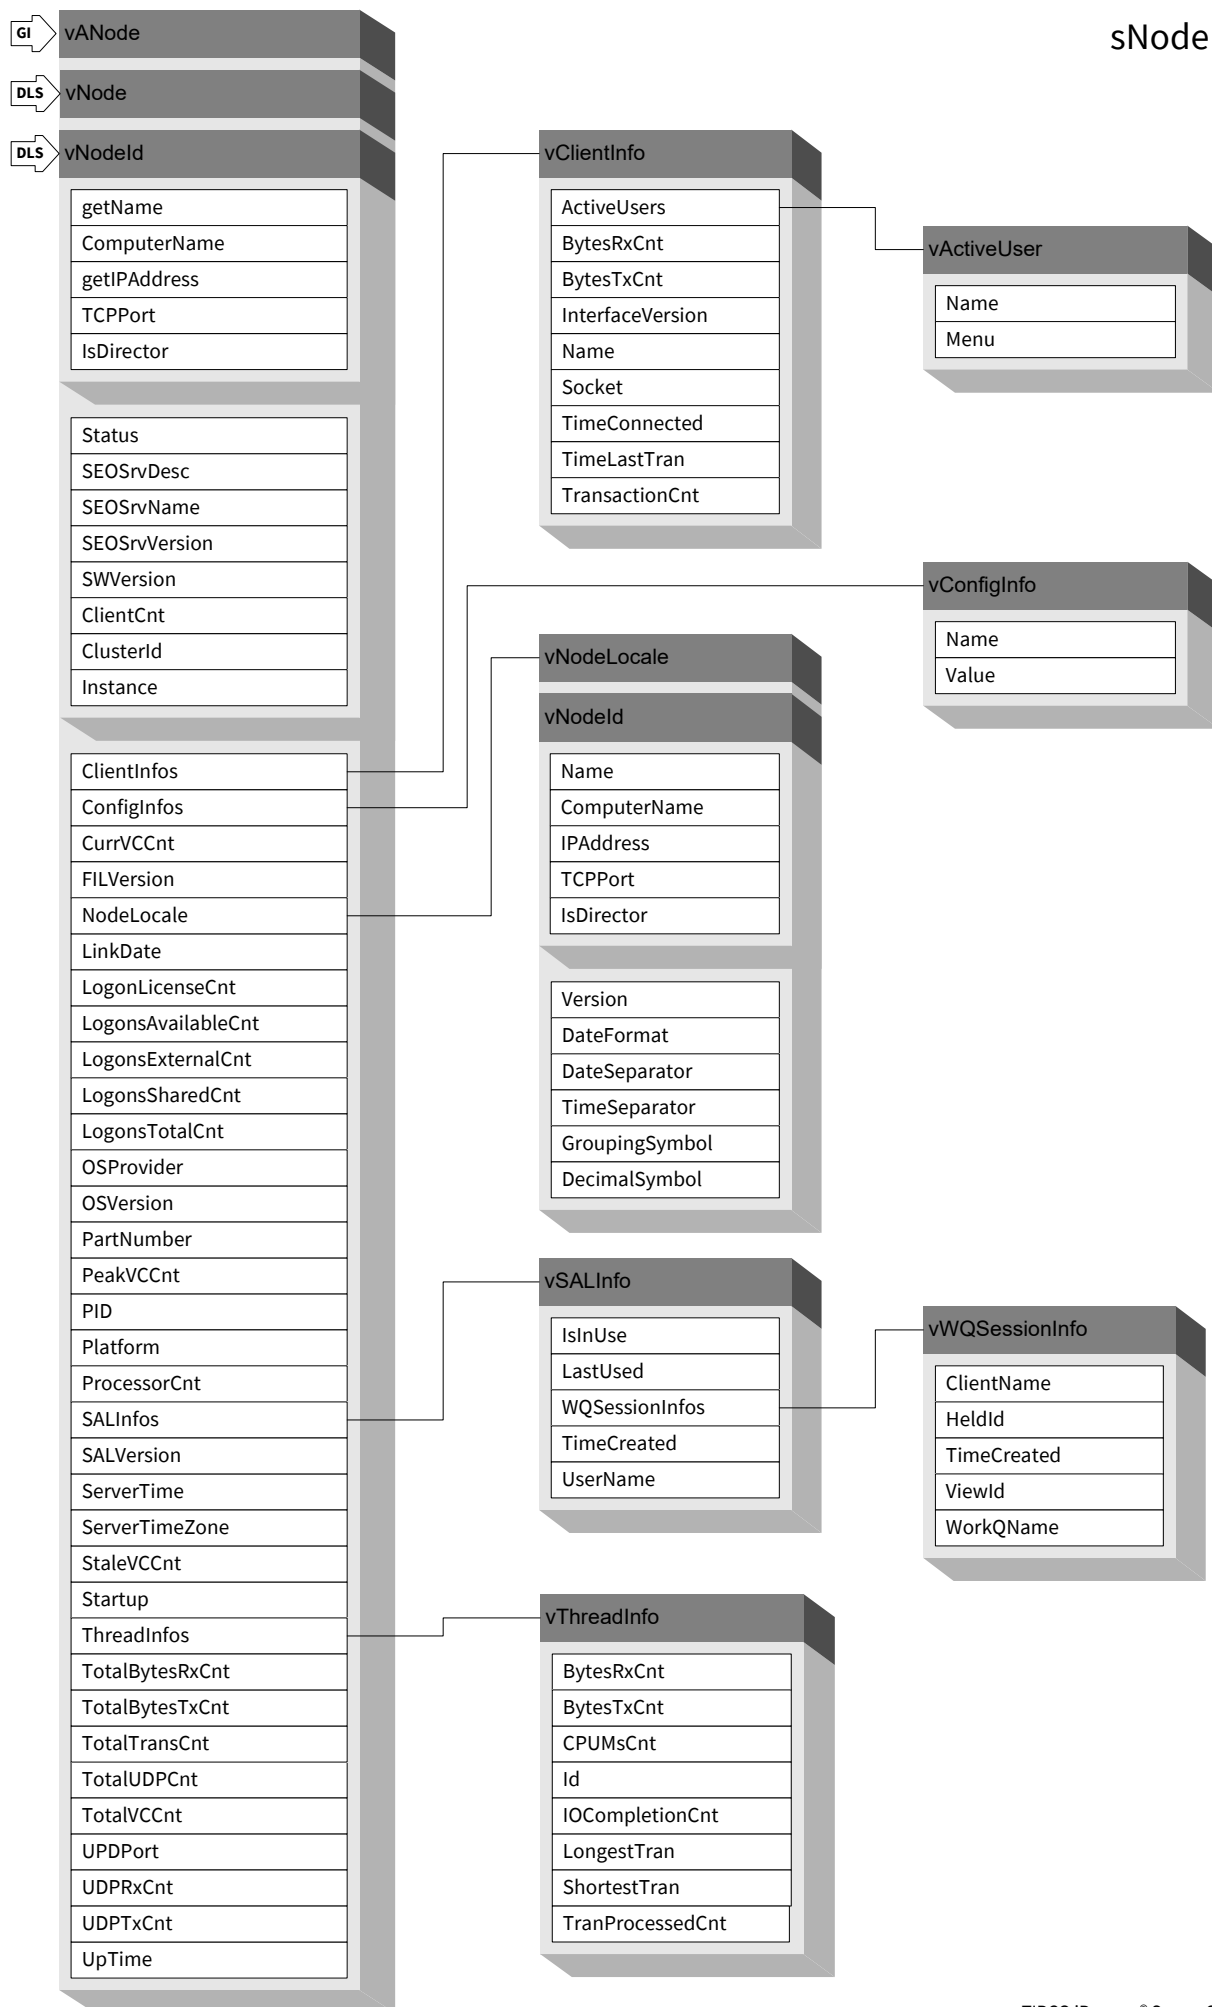 sNode
GI
vANode
DLS
vNode
DLS
vNodeId
getName
ComputerName
getIPAddress
TCPPort
IsDirector
Status
SEOSrvDesc
SEOSrvName
SEOSrvVersion
SWVersion
ClientCnt
ClusterId
Instance
ClientInfos
ConfigInfos
CurrVCCnt
FILVersion
NodeLocale
LinkDate
LogonLicenseCnt
LogonsAvailableCnt
LogonsExternalCnt
LogonsSharedCnt
LogonsTotalCnt
OSProvider
OSVersion
PartNumber
PeakVCCnt
PID
Platform
ProcessorCnt
SALInfos
SALVersion
ServerTime
ServerTimeZone
StaleVCCnt
Startup
ThreadInfos
TotalBytesRxCnt
TotalBytesTxCnt
TotalTransCnt
TotalUDPCnt
TotalVCCnt
UPDPort
UDPRxCnt
UDPTxCnt
UpTime
vClientInfo
ActiveUsers
BytesRxCnt
BytesTxCnt
InterfaceVersion
Name
Socket
TimeConnected
TimeLastTran
TransactionCnt
vActiveUser
Name
Menu
vConfigInfo
Name
Value
vNodeLocale
vNodeId
Name
ComputerName
IPAddress
TCPPort
IsDirector
Version
DateFormat
DateSeparator
TimeSeparator
GroupingSymbol
DecimalSymbol
vSALInfo
IsInUse
LastUsed
WQSessionInfos
TimeCreated
UserName
vWQSessionInfo
ClientName
HeldId
TimeCreated
ViewId
WorkQName
vThreadInfo
BytesRxCnt
BytesTxCnt
CPUMsCnt
Id
IOCompletionCnt
LongestTran
ShortestTran
TranProcessedCnt